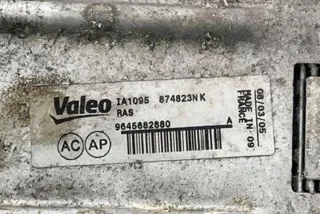 Valeo IA1095 874823NK
RAS
9645682880 A
AC AP
08/03/05
MADE IN 09
FRANCE